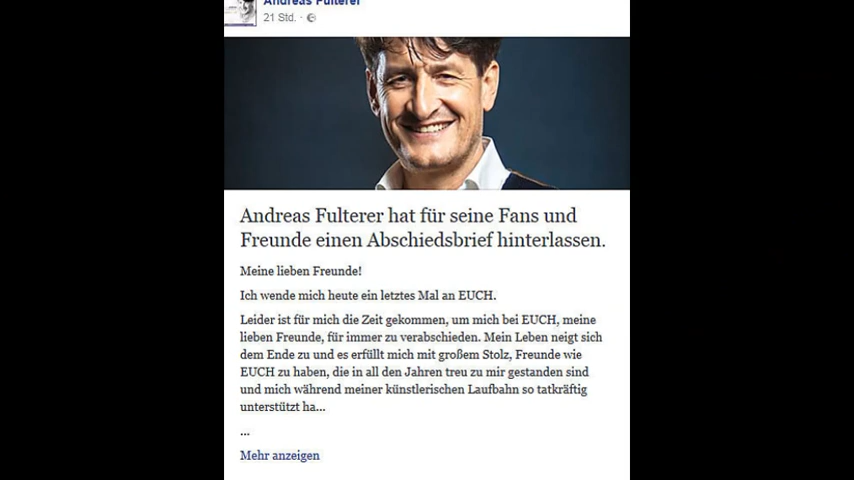 Andreas Fulterer
21 Std. ·
Andreas Fulterer hat für seine Fans und
Freunde einen Abschiedsbrief hinterlassen.
Meine lieben Freunde!
Ich wende mich heute ein letztes Mal an EUCH.
Leider ist für mich die Zeit gekommen, um mich bei EUCH, meine
lieben Freunde, für immer zu verabschieden. Mein Leben neigt sich
dem Ende zu und es erfüllt mich mit großem Stolz, Freunde wie
EUCH zu haben, die in all den Jahren treu zu mir gestanden sind
und mich während meiner künstlerischen Laufbahn so tatkräftig
unterstützt ha...
...
Mehr anzeigen